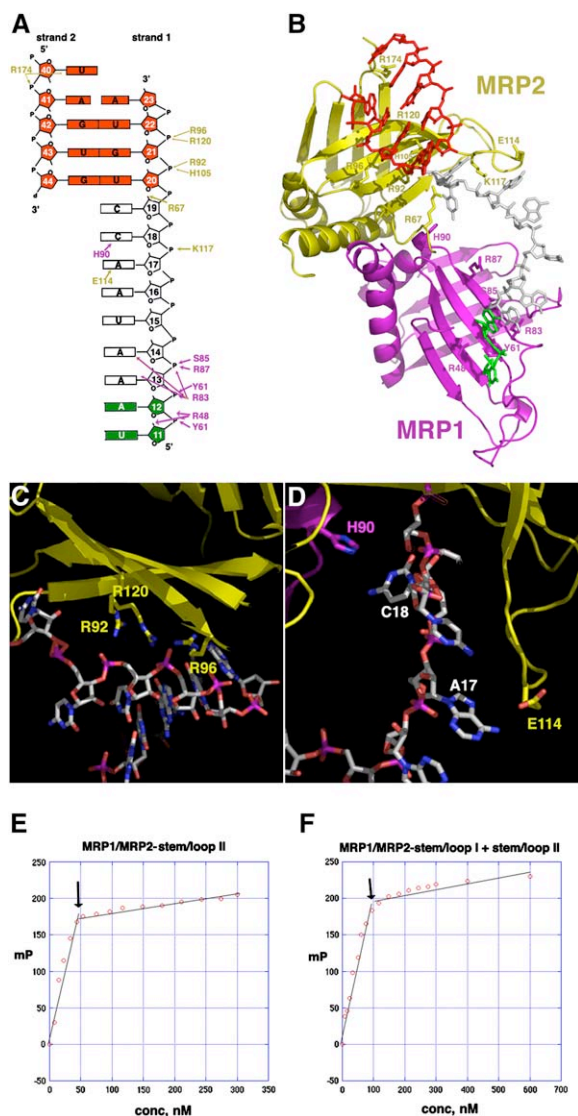 A
strand 2 strand 1
5'
R174 40 U 3'
41 A A 23
42 G U 22 R96
R120
43 U G 21 R92
H105
44 G U 20
3' C 19 R67
C 18
H90 K117
A 17
E114
A 16
U 15
A 14 S85
R87
A 13 Y61
R83
A 12 R48
U 11 Y61
5'
B
R174
MRP2
R120
R96 H105 E114
R92 K117
R67
H90
R87
S85
R83
Y61
R48
MRP1
C
R120
R92
R96
D
H90
C18
A17
E114
E
MRP1/MRP2-stem/loop II
250
200
150
mP
100
50
0
-50
0 50 100 150 200 250 300 350
conc, nM
F
MRP1/MRP2-stem/loop I + stem/loop II
250
200
150
mP
100
50
0
-50
0 100 200 300 400 500 600 700
conc, nM